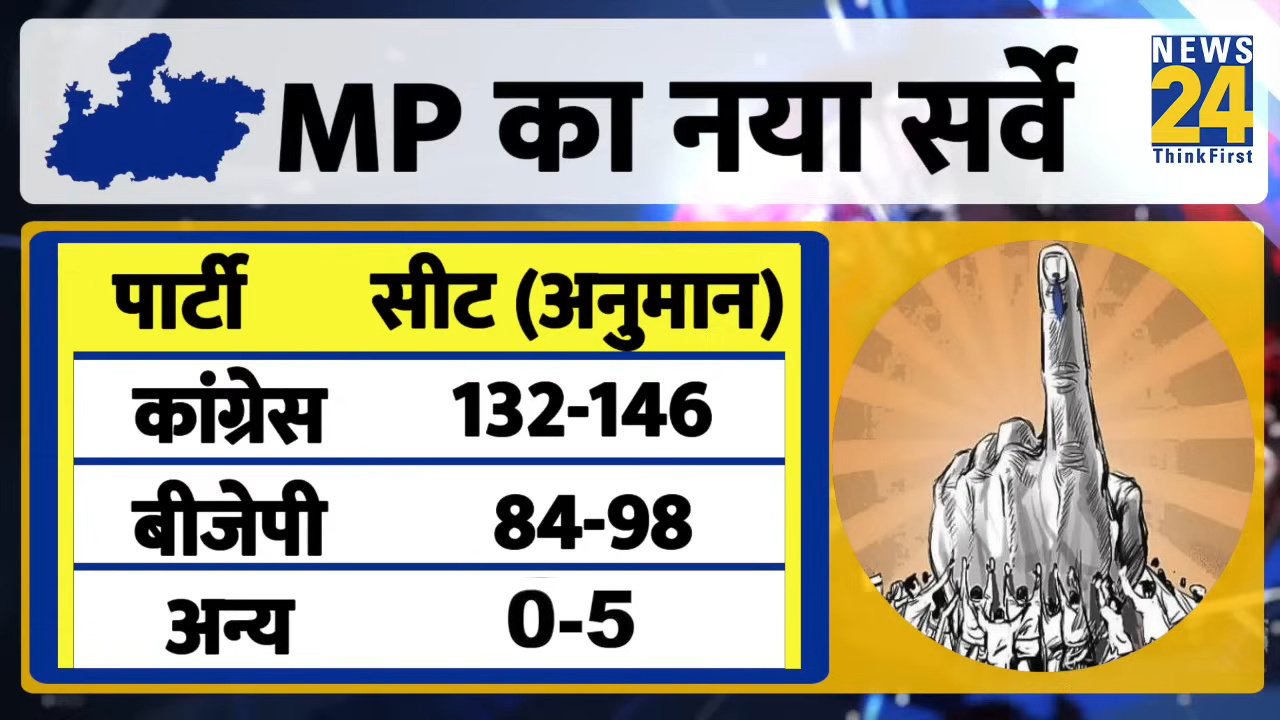 MP का नया सर्वे
NEWS
24
ThinkFirst
पार्टी सीट (अनुमान)
कांग्रेस 132-146
बीजेपी 84-98
अन्य 0-5